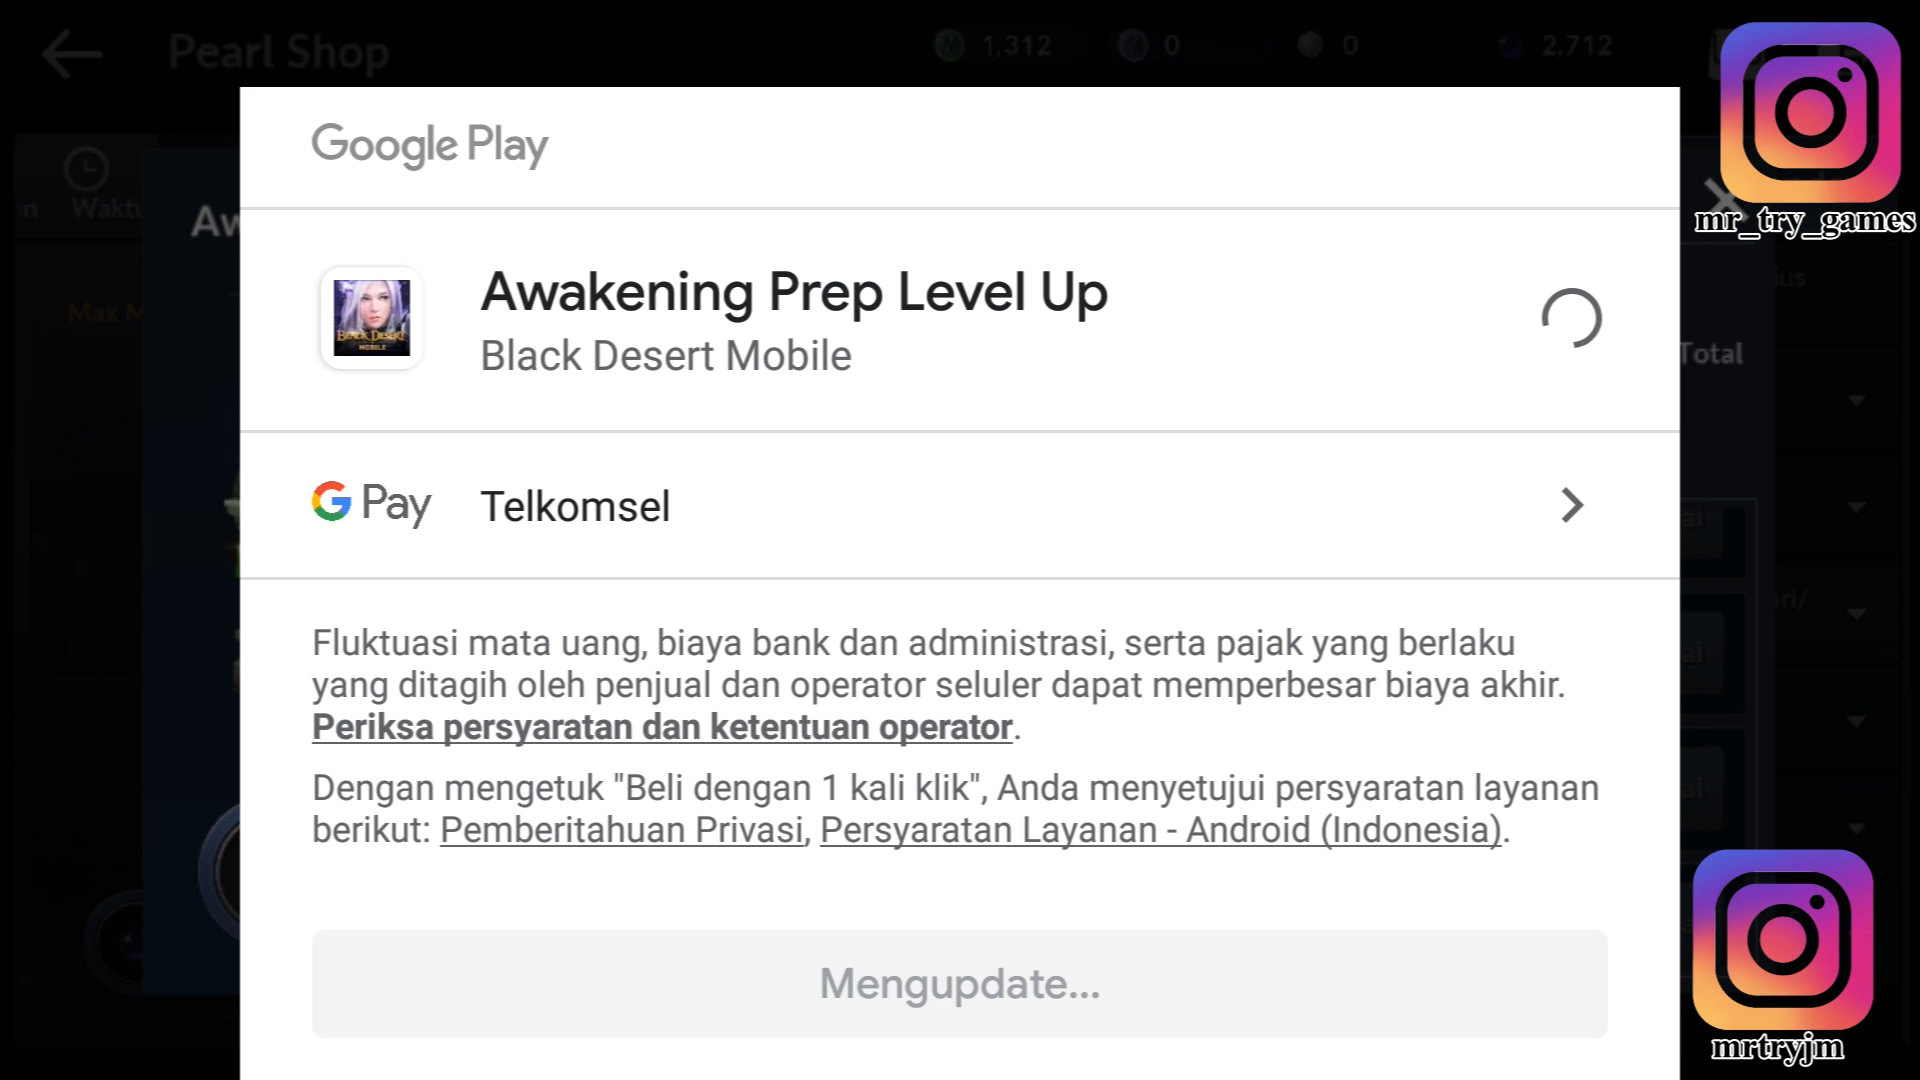 Pearl Shop
1,312
0
0
2,712
mr_try_games
Google Play
Waktu
Aw
Awakening Prep Level Up
Black Desert Mobile
Max M
Total
G Pay
Telkomsel
Fluktuasi mata uang, biaya bank dan administrasi, serta pajak yang berlaku
yang ditagih oleh penjual dan operator seluler dapat memperbesar biaya akhir.
Periksa persyaratan dan ketentuan operator.
Dengan mengetuk "Beli dengan 1 kali klik", Anda menyetujui persyaratan layanan
berikut: Pemberitahuan Privasi, Persyaratan Layanan - Android (Indonesia).
Mengupdate...
mrtryjm